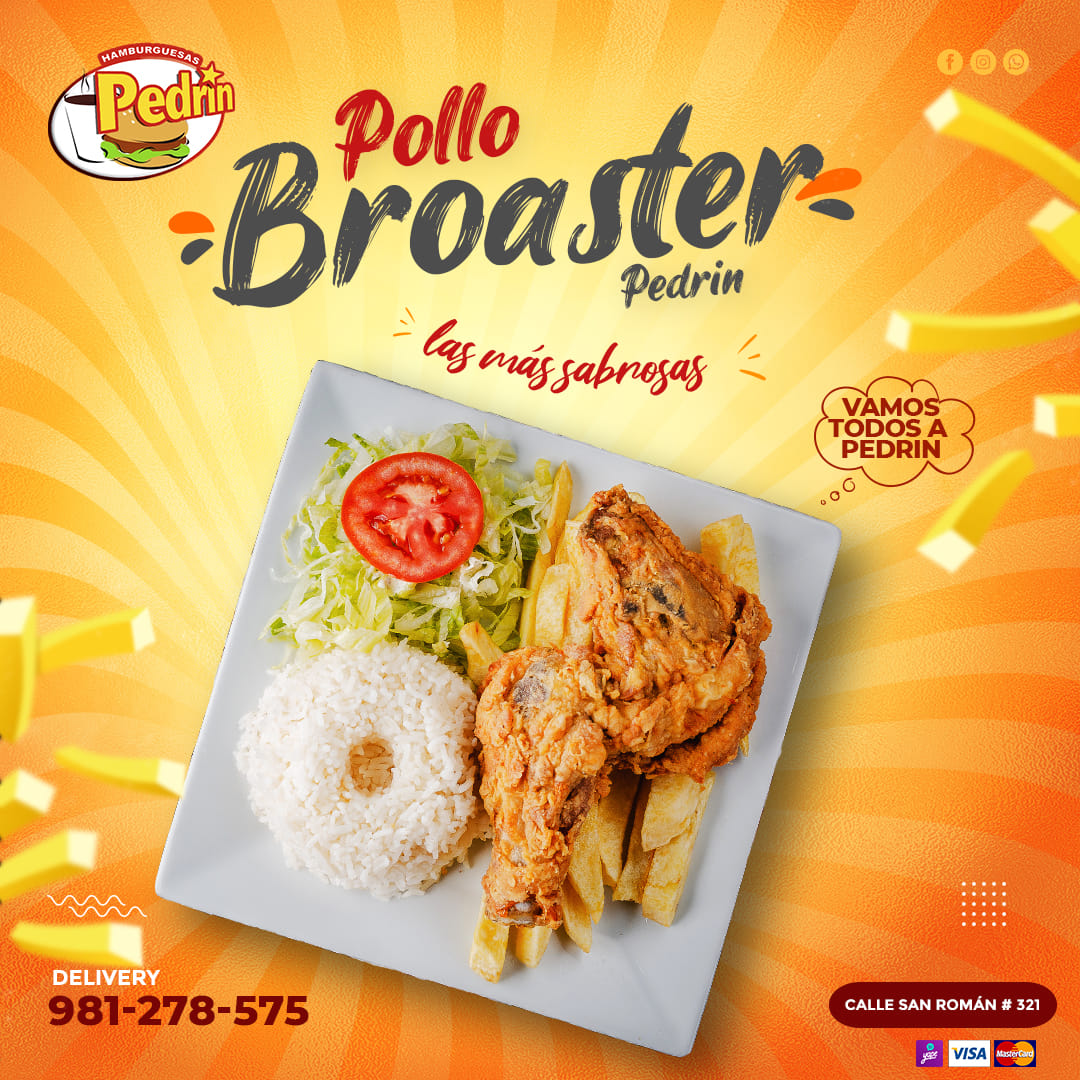 HAMBURGUESAS
Pedrin
Pollo
Broaster
Pedrin
las más sabrosas
VAMOS
TODOS A
PEDRIN
DELIVERY
981-278-575
CALLE SAN ROMÁN # 321
yape
VISA
MasterCard